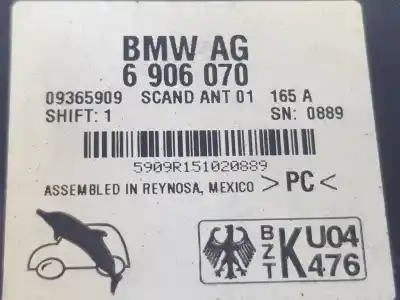 BMW AG
6 906 070
09365909 SCAND ANT 01 165 A
SHIFT: 1 SN: 0889
5909R151020889
ASSEMBLED IN REYNOSA, MEXICO >PC<
BZT K U04 476